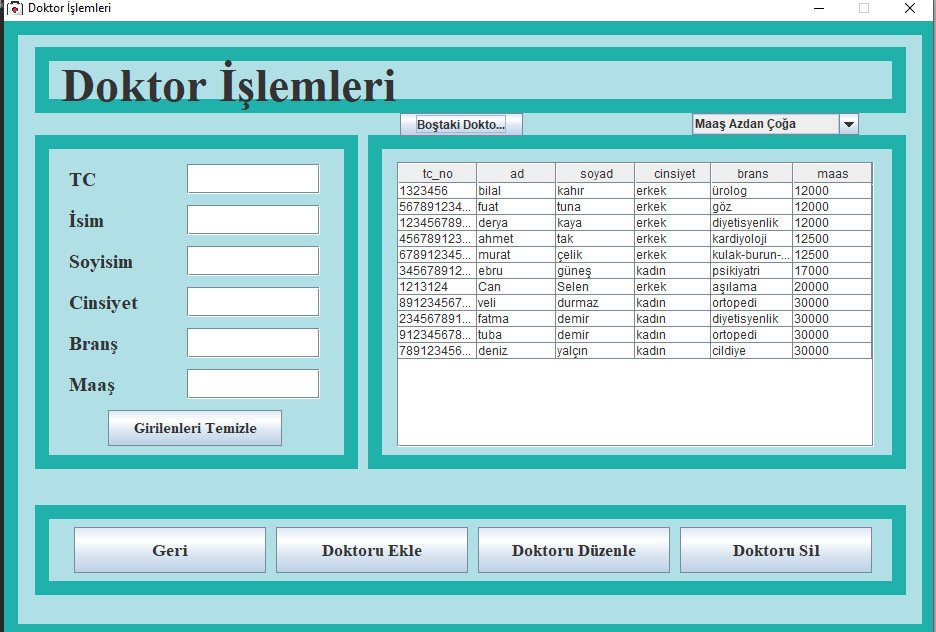 Doktor İşlemleri
Doktor İşlemleri
Boştaki Dokto...
Maaş Azdan Çoğa
TC
İsim
Soyisim
Cinsiyet
Branş
Maaş
Girilenleri Temizle
tc_no ad soyad cinsiyet brans maas
1323456 bilal kahır erkek ürolog 12000
567891234... fuat tuna erkek göz 12000
123456789... derya kaya erkek diyetisyenlik 12000
456789123... ahmet tak erkek kardiyoloji 12500
678912345... murat çelik erkek kulak-burun-... 12500
345678912... ebru güneş kadın psikiyatri 17000
1213124 Can Selen erkek aşılama 20000
891234567... veli durmaz kadın ortopedi 30000
234567891... fatma demir kadın diyetisyenlik 30000
912345678... tuba demir kadın ortopedi 30000
789123456... deniz yalçın kadın cildiye 30000
Geri Doktoru Ekle Doktoru Düzenle Doktoru Sil